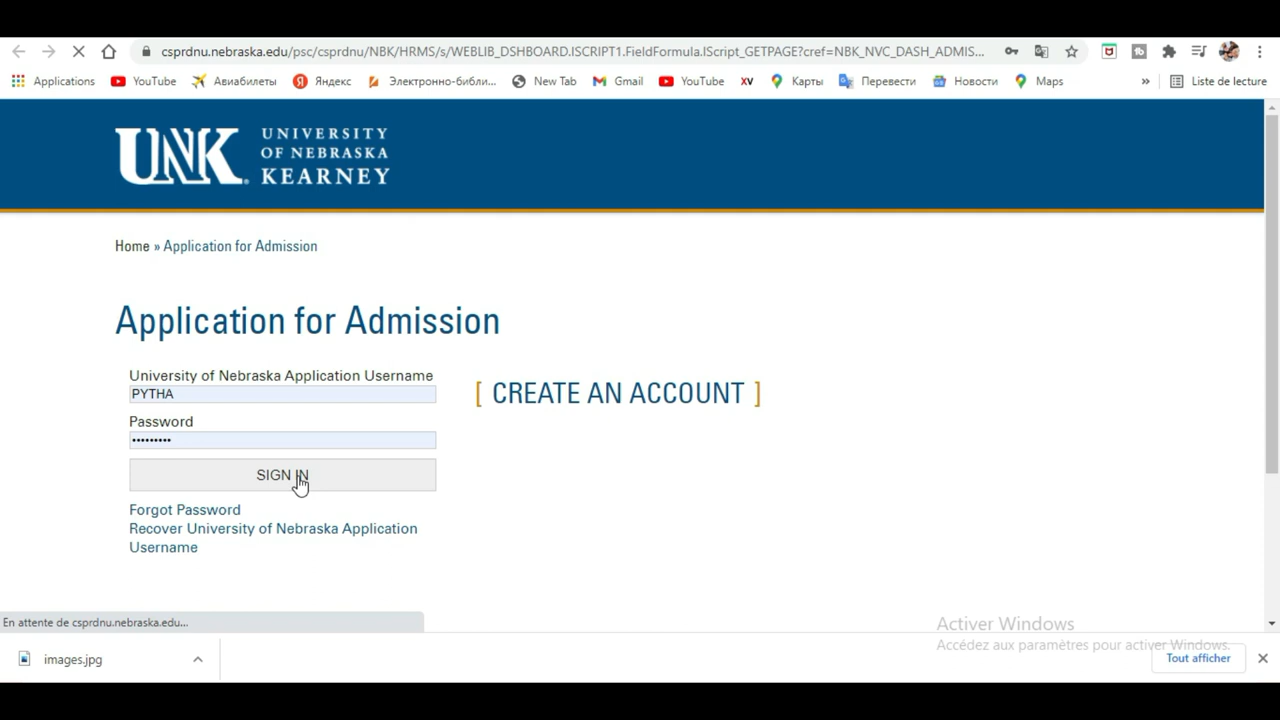 csprdnu.nebraska.edu/psc/csprdnu/NBK/HRMS/s/WEBLIB_DSHBOARD.ISCRIPT1.FieldFormula.IScript_GETPAGE?cref=NBK_NVC_DASH_ADMIS...
Applications YouTube Авиабилеты Яндекс Электронно-библи... New Tab Gmail YouTube XV Карты Перевести Новости Maps » Liste de lecture
UNK UNIVERSITY
OF NEBRASKA
KEARNEY
Home » Application for Admission
Application for Admission
University of Nebraska Application Username
PYTHA
[ CREATE AN ACCOUNT ]
Password
•••••••••
SIGN IN
Forgot Password
Recover University of Nebraska Application
Username
En attente de csprdnu.nebraska.edu...
Activer Windows
Accédez aux paramètres pour activer Windows.
images.jpg
Tout afficher